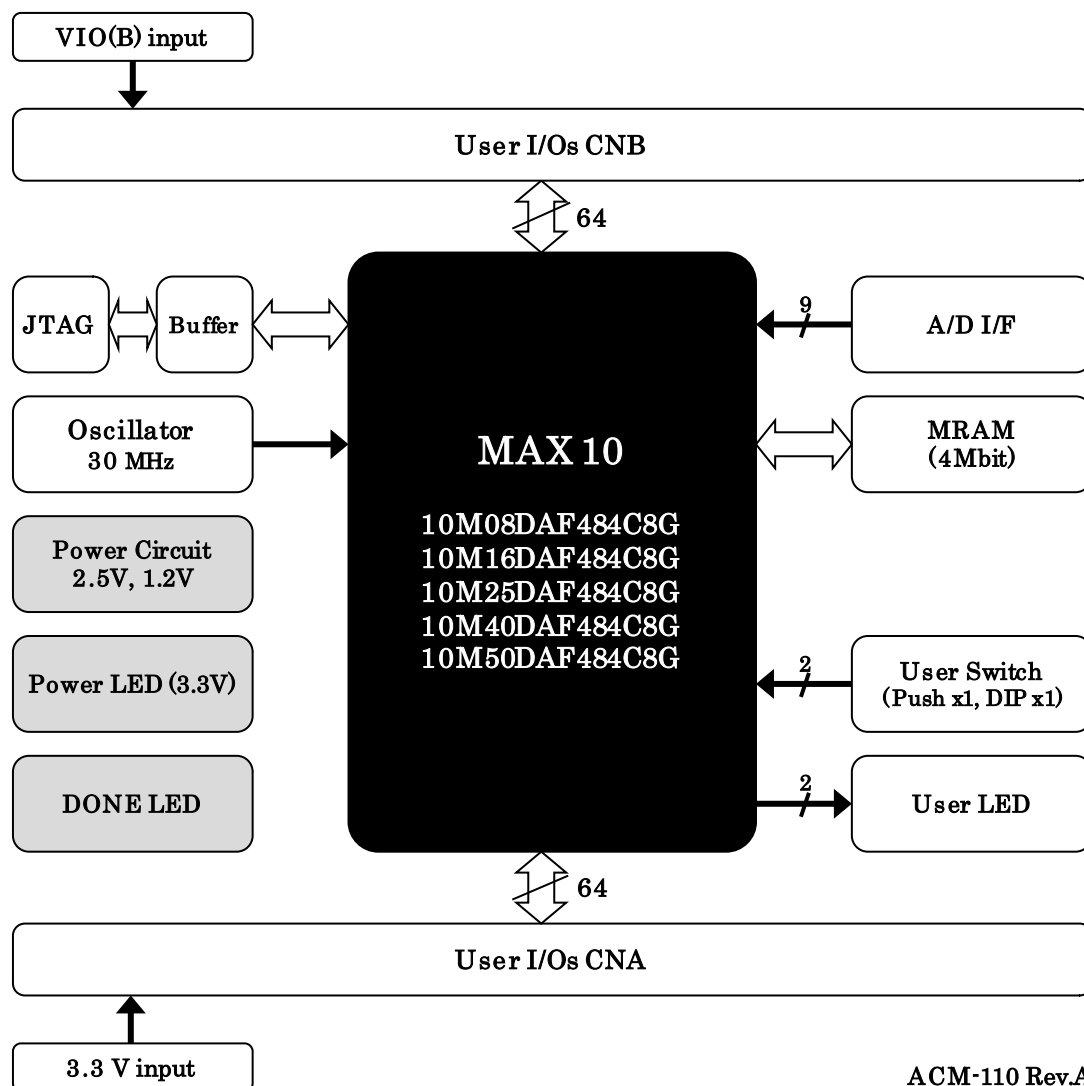 VIO(B) input
User I/Os CNB
64
JTAG
Buffer
9
A/D I/F
Oscillator
30 MHz
MAX 10
MRAM
(4Mbit)
10M08DAF484C8G
10M16DAF484C8G
10M25DAF484C8G
10M40DAF484C8G
10M50DAF484C8G
Power Circuit
2.5V, 1.2V
Power LED (3.3V)
2
User Switch
(Push x1, DIP x1)
DONE LED
2
User LED
64
User I/Os CNA
3.3 V input
ACM-110 Rev.A